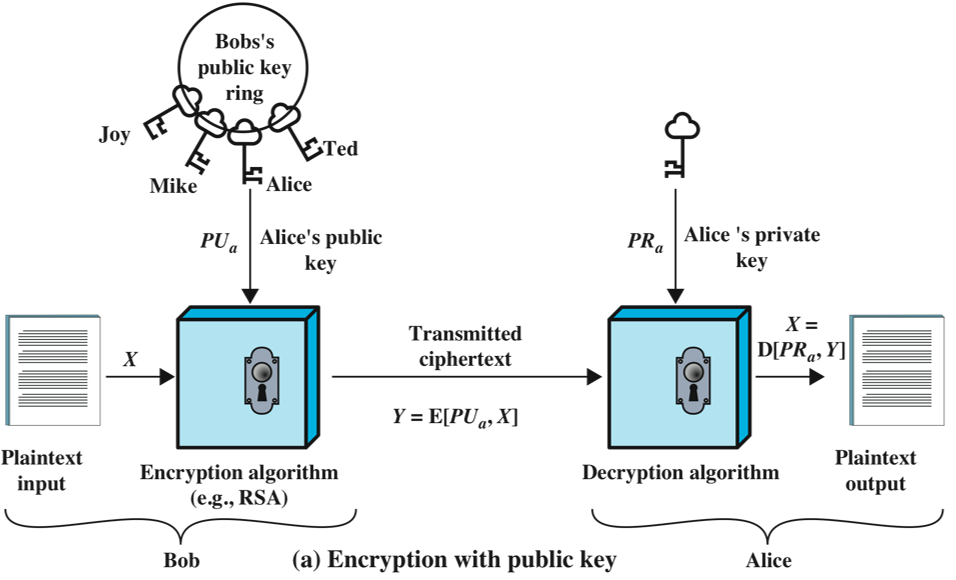 Bobs's
public key
ring
Joy
Ted
Mike
Alice
PUa
Alice's public
key
PRa
Alice 's private
key
X
Transmitted
ciphertext
X =
D[PRa, Y]
Y = E[PUa, X]
Plaintext
input
Encryption algorithm
(e.g., RSA)
Decryption algorithm
Plaintext
output
Bob
(a) Encryption with public key
Alice